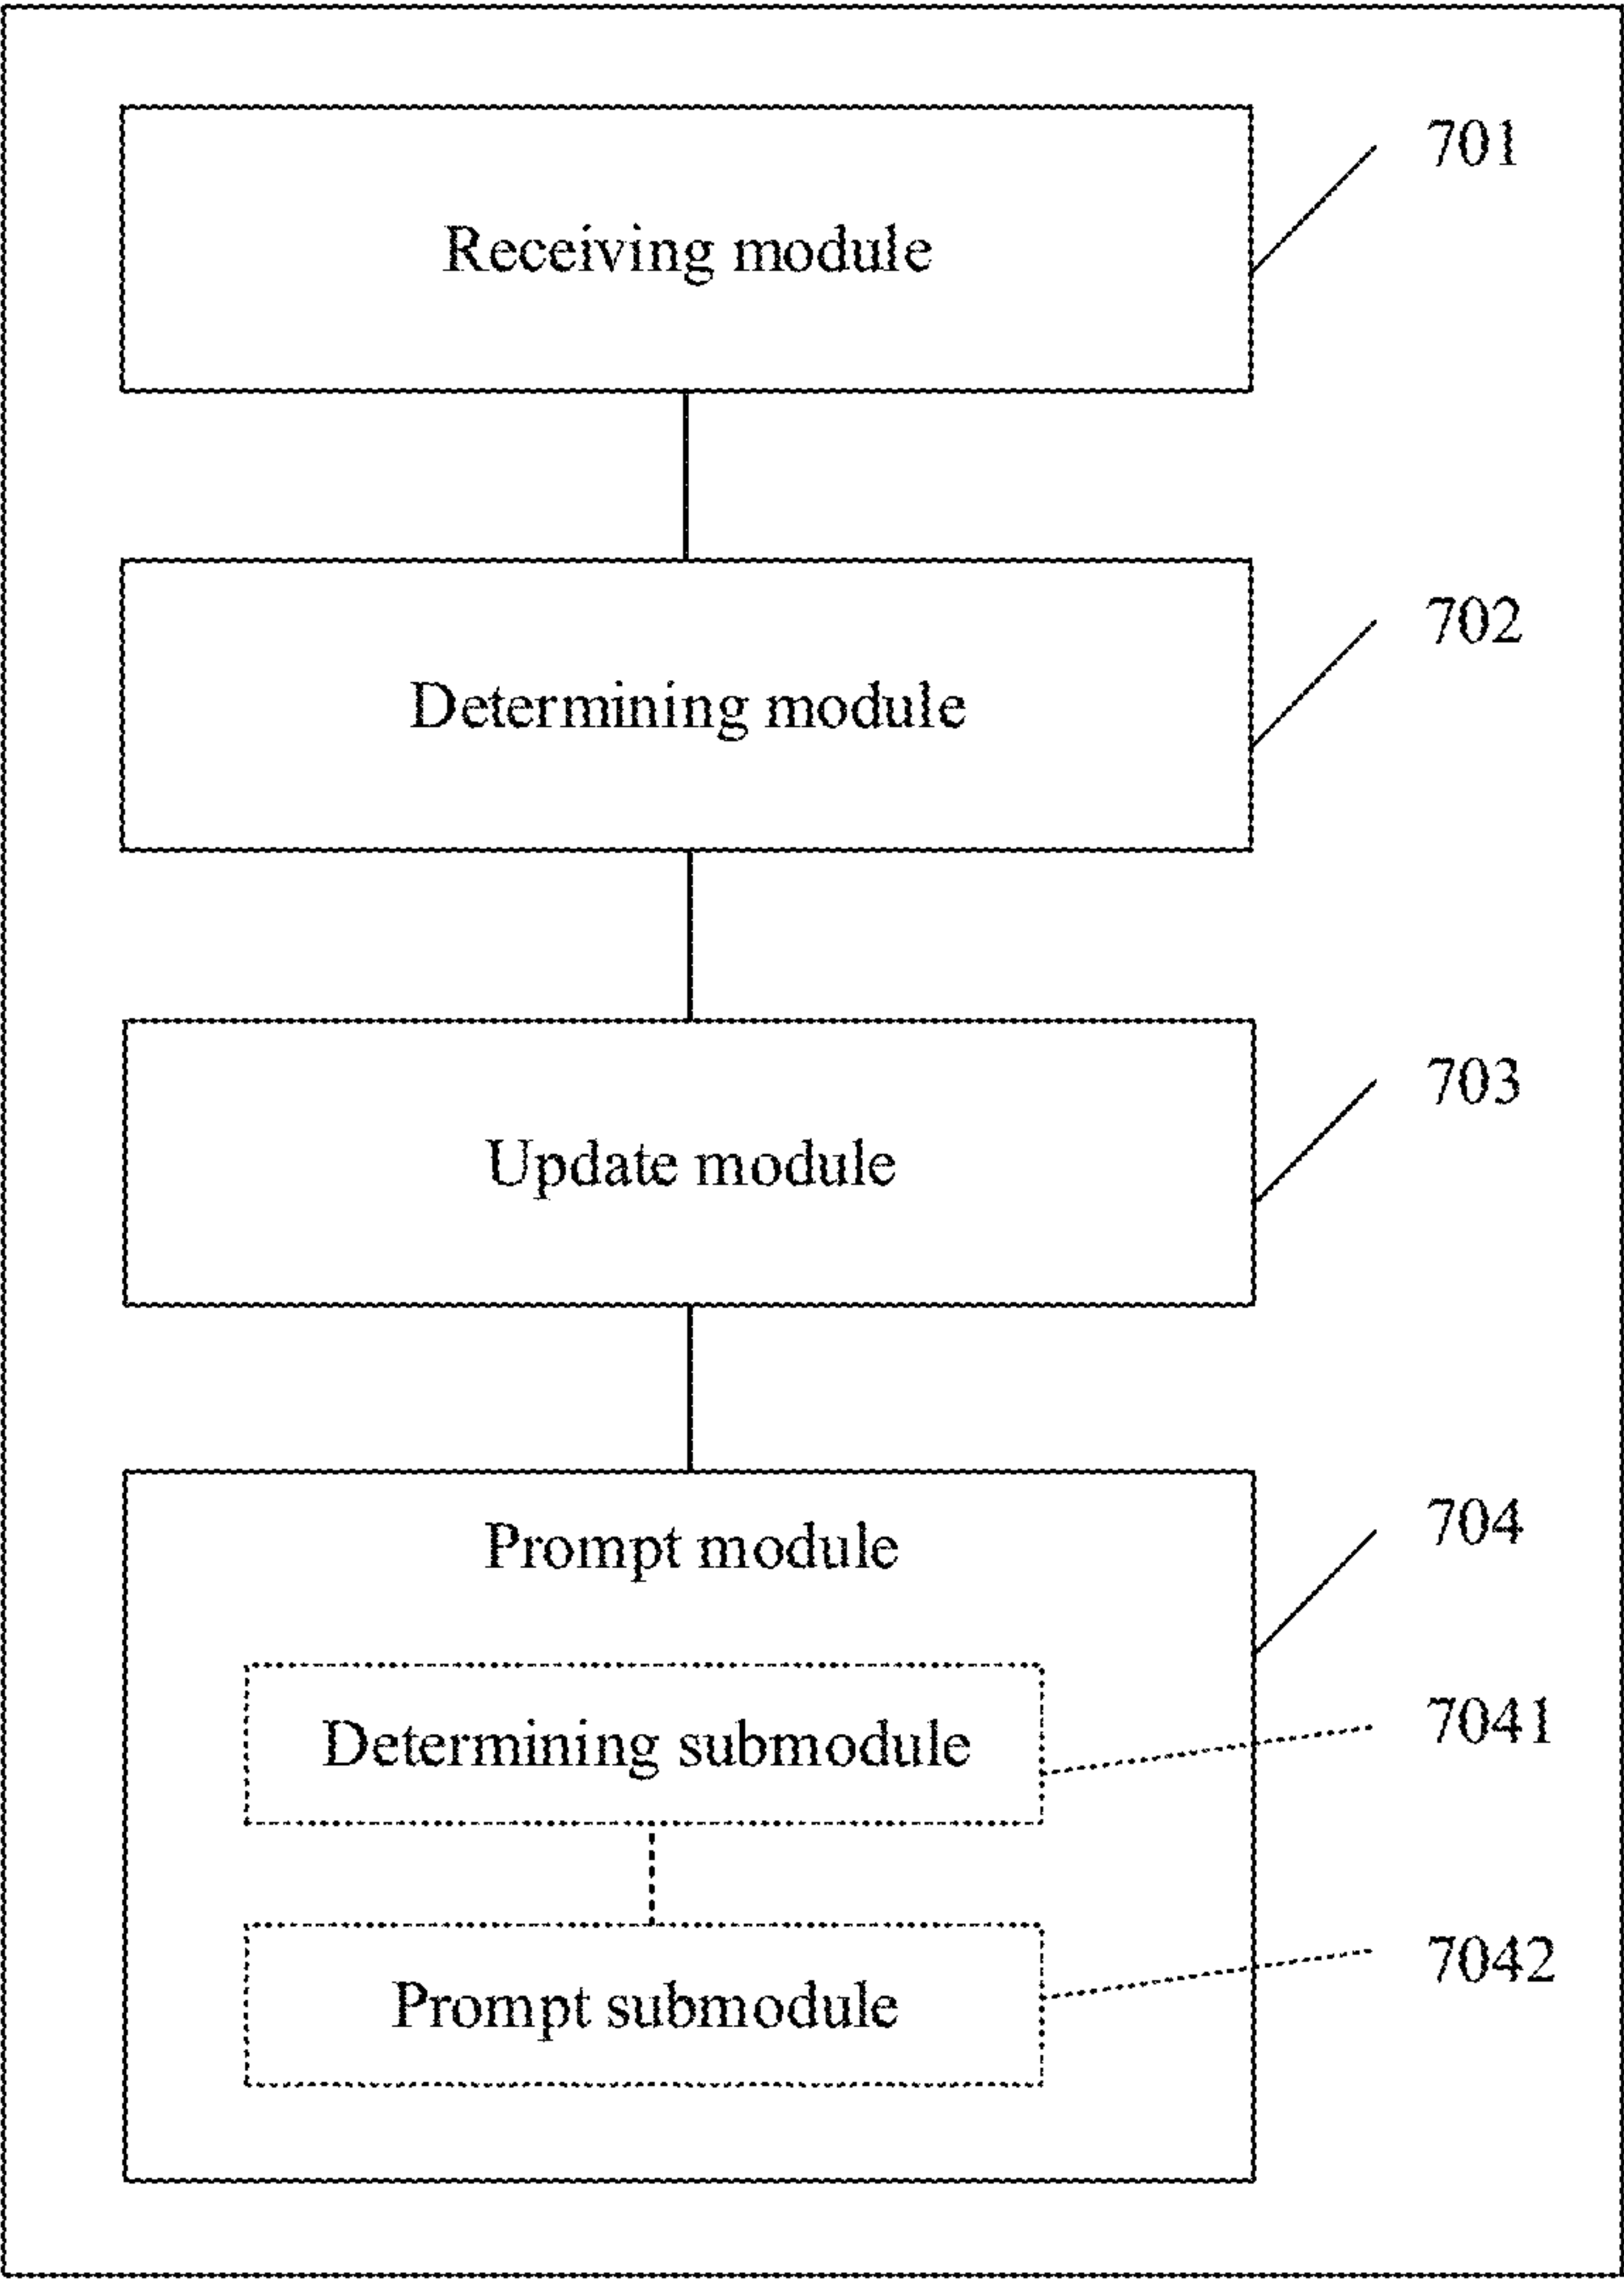 701
Receiving module
702
Determining module
703
Update module
704
Prompt module
7041
Determining submodule
7042
Prompt submodule